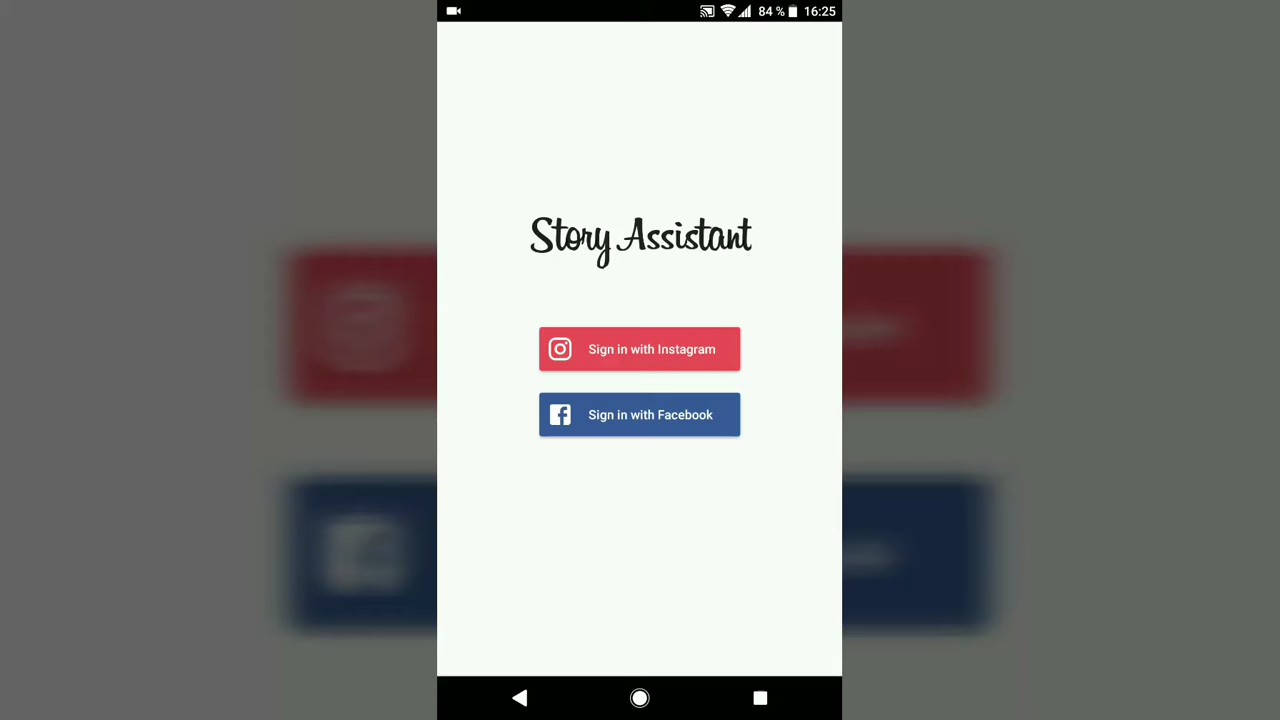 84 % 16:25
Story Assistant
Sign in with Instagram
Sign in with Facebook